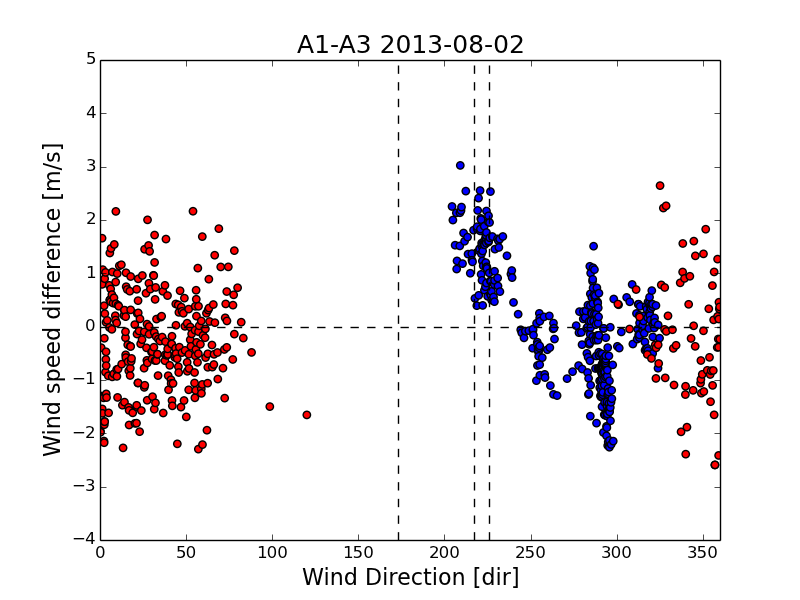 A1-A3 2013-08-02
5
4
3
2
1
0
−1
−2
−3
−4
Wind speed difference [m/s]
0 50 100 150 200 250 300 350
Wind Direction [dir]